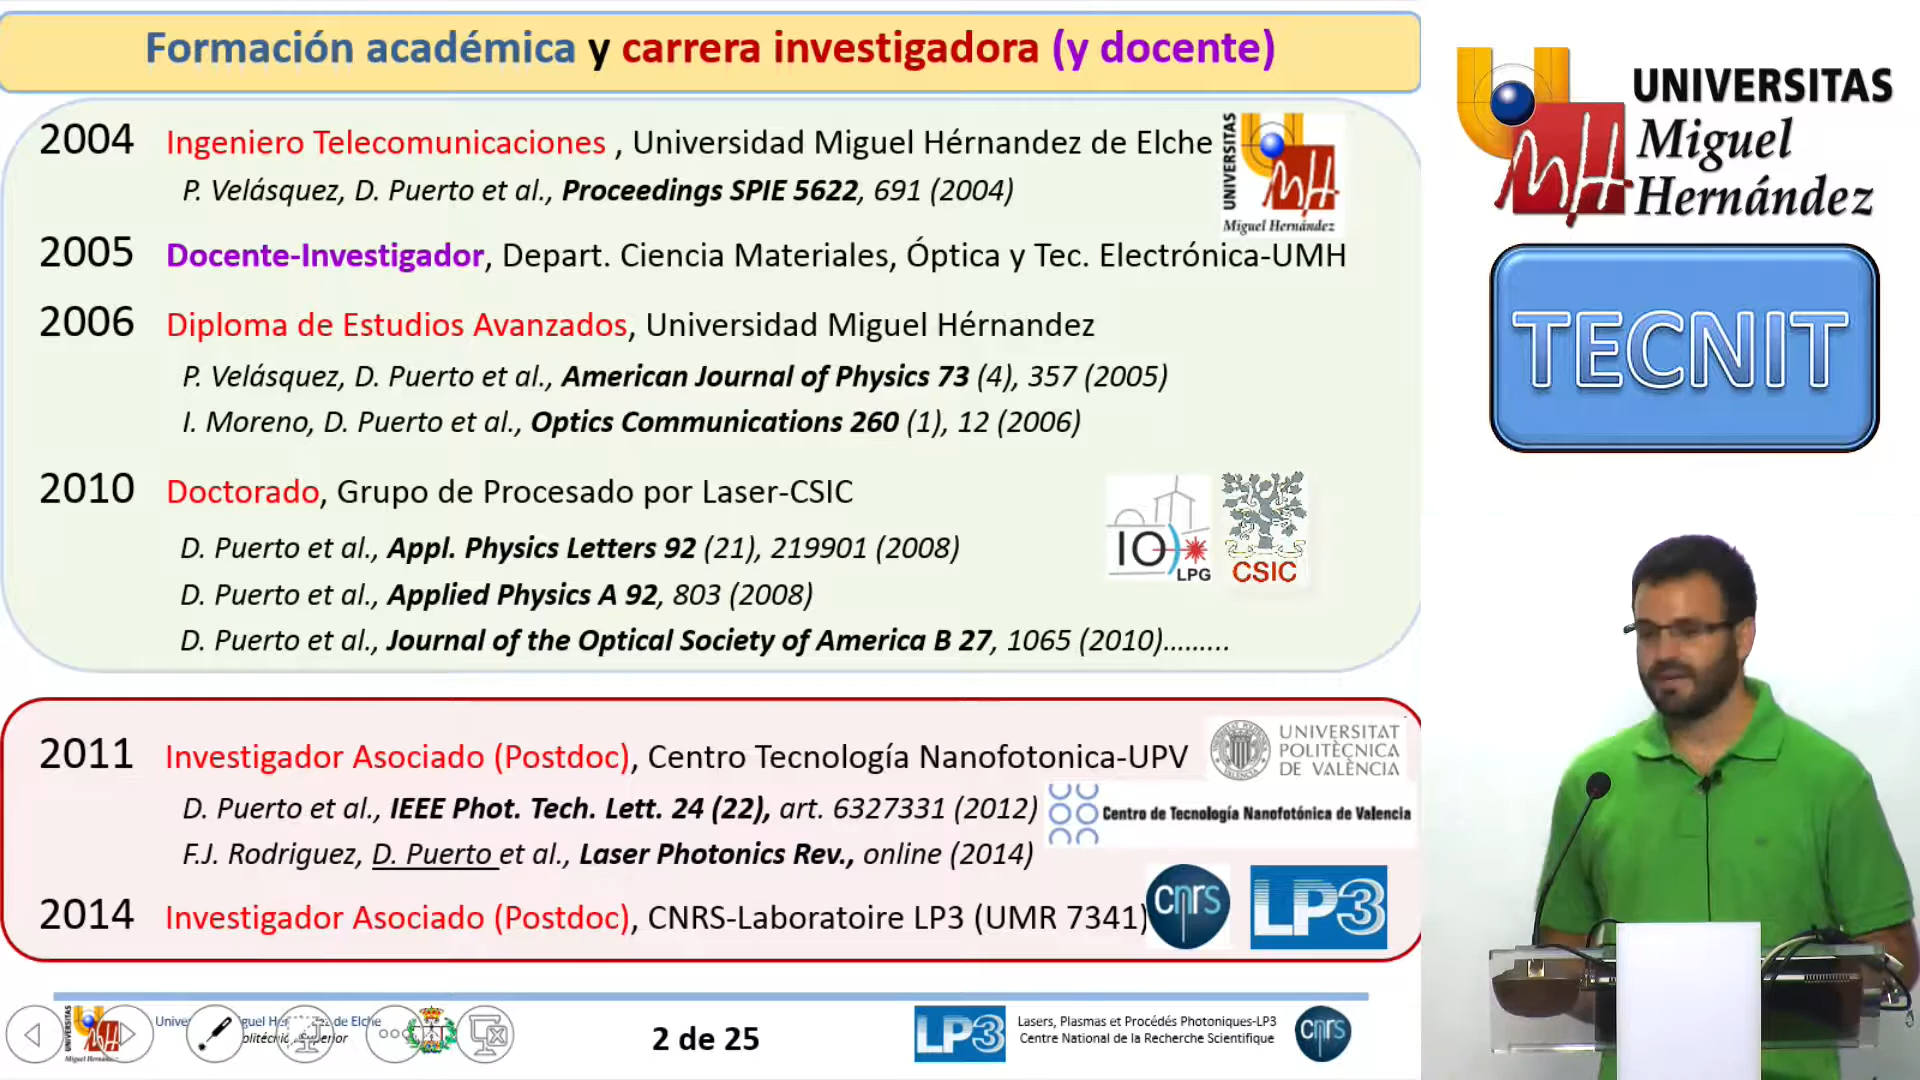 Formación académica y carrera investigadora (y docente)
2004 Ingeniero Telecomunicaciones , Universidad Miguel Hérnandez de Elche
P. Velásquez, D. Puerto et al., Proceedings SPIE 5622, 691 (2004)
UNIVERSITAS
Miguel Hernández
2005 Docente-Investigador, Depart. Ciencia Materiales, Óptica y Tec. Electrónica-UMH
2006 Diploma de Estudios Avanzados, Universidad Miguel Hérnandez
P. Velásquez, D. Puerto et al., American Journal of Physics 73 (4), 357 (2005)
I. Moreno, D. Puerto et al., Optics Communications 260 (1), 12 (2006)
2010 Doctorado, Grupo de Procesado por Laser-CSIC
D. Puerto et al., Appl. Physics Letters 92 (21), 219901 (2008)
D. Puerto et al., Applied Physics A 92, 803 (2008)
D. Puerto et al., Journal of the Optical Society of America B 27, 1065 (2010).........
IO
LPG
CSIC
2011 Investigador Asociado (Postdoc), Centro Tecnología Nanofotonica-UPV
UNIVERSITAT
POLITÈCNICA
DE VALÈNCIA
D. Puerto et al., IEEE Phot. Tech. Lett. 24 (22), art. 6327331 (2012)
Centro de Tecnología Nanofotónica de Valencia
F.J. Rodriguez, D. Puerto et al., Laser Photonics Rev., online (2014)
2014 Investigador Asociado (Postdoc), CNRS-Laboratoire LP3 (UMR 7341)
cnrs
LP3
UNIVERSITAS
Miguel Hernández
de Elche
2 de 25
LP3
Lasers, Plasmas et Procédés Photoniques-LP3
Centre National de la Recherche Scientifique
cnrs
UNIVERSITAS
Miguel
Hernández
MH
TECNIT